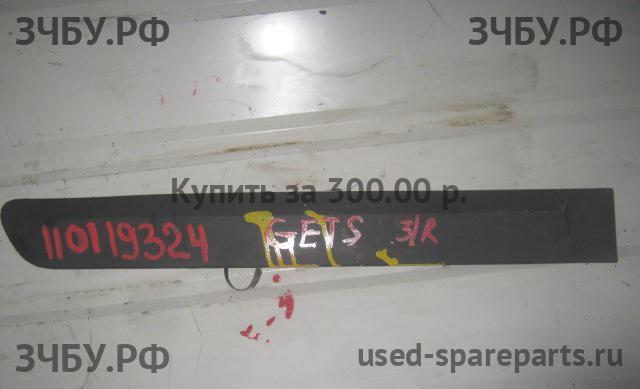 ЗЧБУ.РФ ЗЧБУ.РФ
Купить за 300.00 р.
110119324 GETS З/R
ЗЧБУ.РФ used-spareparts.ru